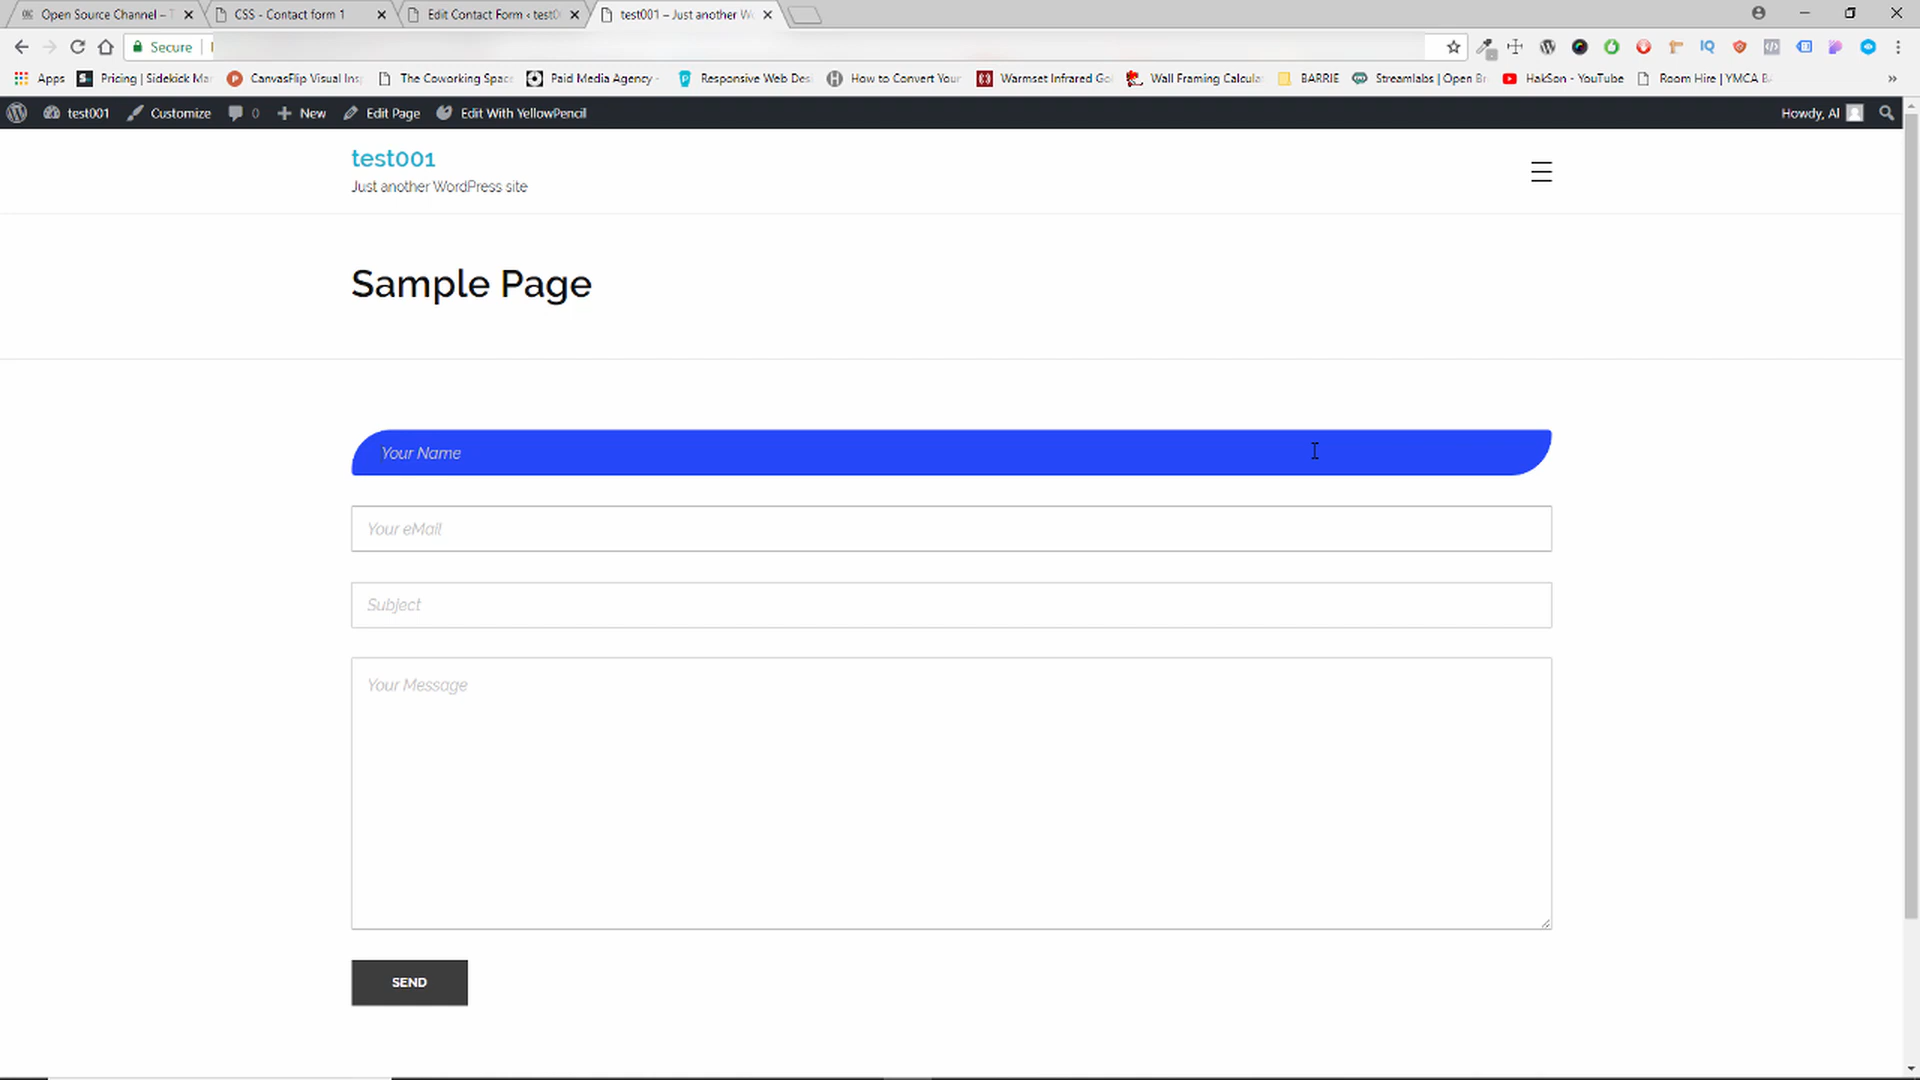 Open Source Channel – T
CSS - Contact form 1
Edit Contact Form ‹ test0
test001 – Just another W
Secure
Apps
Pricing | Sidekick Mar
CanvasFlip Visual Ins
The Coworking Spac
Paid Media Agency -
Responsive Web Des
How to Convert Your
Warmset Infrared Go
Wall Framing Calcula
BARRIE
Streamlabs | Open Br
HakSon - YouTube
Room Hire | YMCA BA
»
test001
Customize
0
New
Edit Page
Edit With YellowPencil
Howdy, Al
test001
Just another WordPress site
Sample Page
Your Name
Your eMail
Subject
Your Message
SEND